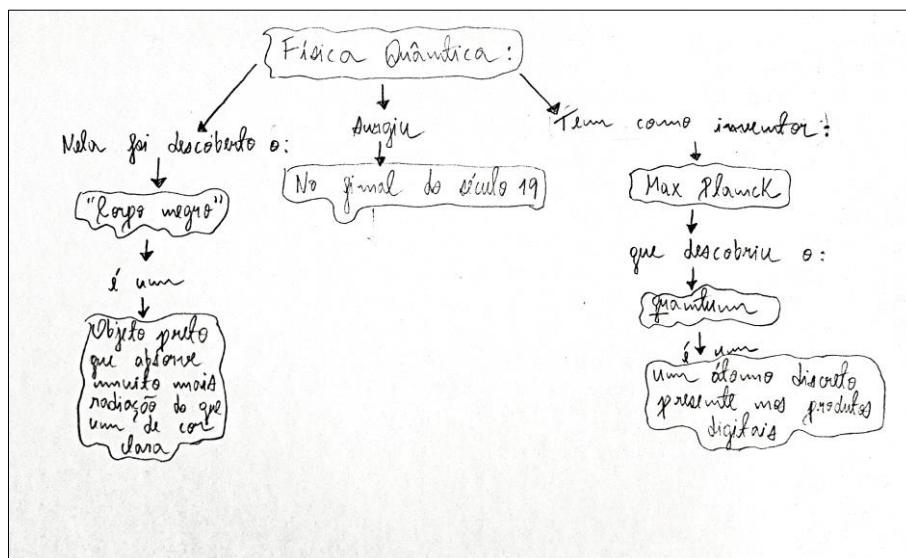 Física Quântica:
Nela foi descoberto o:
"Corpo negro"
é um
Objeto preto
que absorve
muito mais
radiação do que
um de cor
clara
Surgiu
No final do século 19
Tem como inventor:
Max Planck
que descobriu o:
quantum
é um
um átomo discreto
presente nos produtos
digitais